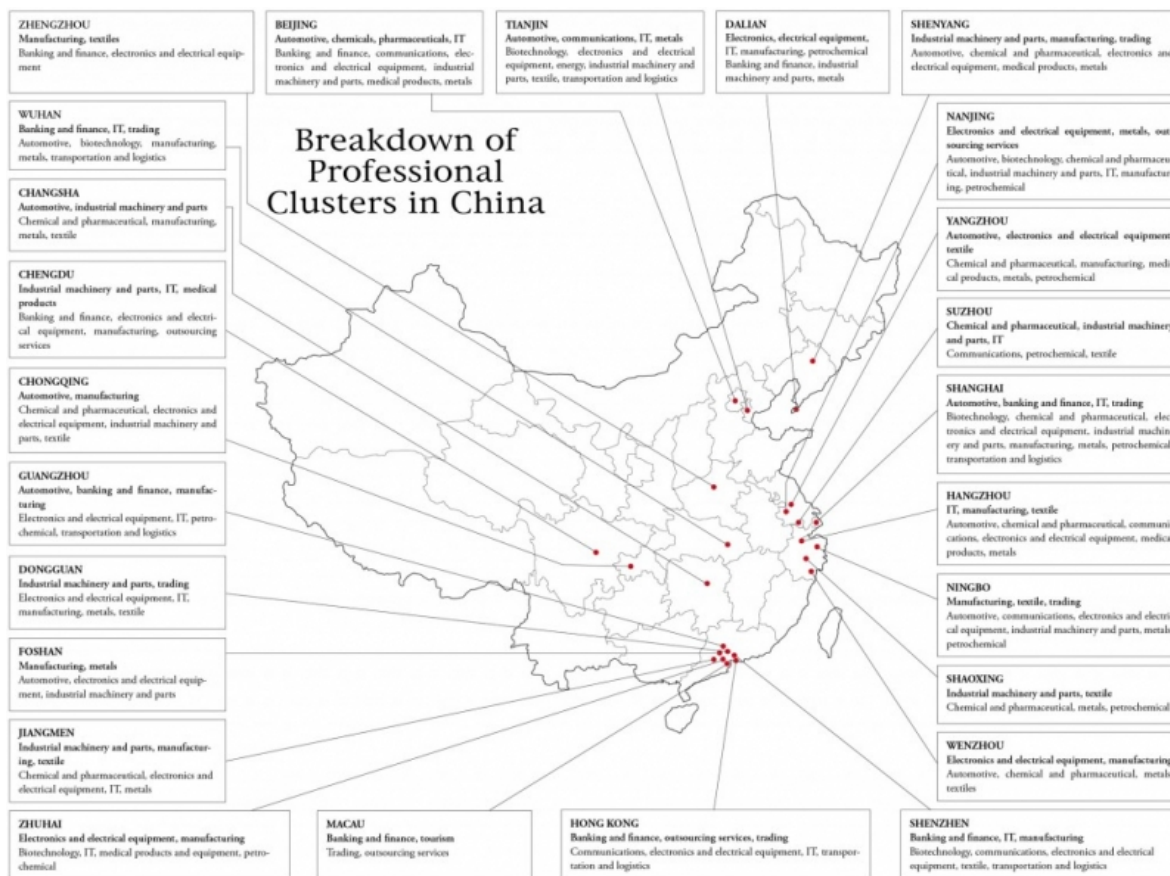 ZHENGZHOU
Manufacturing, textiles
Banking and finance, electronics and electrical equip-
ment
BEIJING
Automotive, chemicals, pharmaceuticals, IT
Banking and finance, communications, elec-
tronics and electrical equipment, industrial
machinery and parts, medical products, metals
TIANJIN
Automotive, communications, IT, metals
Biotechnology, electronics and electrical
equipment, energy, industrial machinery and
parts, textile, transportation and logistics
DALIAN
Electronics, electrical equipment,
IT, manufacturing, petrochemical
Banking and finance, industrial
machinery and parts, metals
SHENYANG
Industrial machinery and parts, manufacturing, trading
Automotive, chemical and pharmaceutical, electronics and
electrical equipment, medical products, metals
Breakdown of
Professional
Clusters in China
WUHAN
Banking and finance, IT, trading
Automotive, biotechnology, manufacturing,
metals, transportation and logistics
CHANGSHA
Automotive, industrial machinery and parts
Chemical and pharmaceutical, manufacturing,
metals, textile
CHENGDU
Industrial machinery and parts, IT, medical
products
Banking and finance, electronics and electri-
cal equipment, manufacturing, outsourcing
services
CHONGQING
Automotive, manufacturing
Chemical and pharmaceutical, electronics and
electrical equipment, industrial machinery and
parts, textile
GUANGZHOU
Automotive, banking and finance, manufac-
turing
Electronics and electrical equipment, IT, petro-
chemical, transportation and logistics
DONGGUAN
Industrial machinery and parts, trading
Electronics and electrical equipment, IT,
manufacturing, metals, textile
FOSHAN
Manufacturing, metals
Automotive, electronics and electrical equip-
ment, industrial machinery and parts
JIANGMEN
Industrial machinery and parts, manufactur-
ing, textile
Chemical and pharmaceutical, electronics and
electrical equipment, IT, metals
NANJING
Electronics and electrical equipment, metals, out
sourcing services
Automotive, biotechnology, chemical and pharmaceu
tical, industrial machinery and parts, IT, manufactur
ing, petrochemical
YANGZHOU
Automotive, electronics and electrical equipment
textile
Chemical and pharmaceutical, manufacturing, medi
cal products, metals, petrochemical
SUZHOU
Chemical and pharmaceutical, industrial machinery
and parts, IT
Communications, petrochemical, textile
SHANGHAI
Automotive, banking and finance, IT, trading
Biotechnology, chemical and pharmaceutical, elec
tronics and electrical equipment, industrial machin
ery and parts, manufacturing, metals, petrochemical
transportation and logistics
HANGZHOU
IT, manufacturing, textile
Automotive, chemical and pharmaceutical, communi
cations, electronics and electrical equipment, medical
products, metals
NINGBO
Manufacturing, textile, trading
Automotive, communications, electronics and electri
cal equipment, industrial machinery and parts, metals
petrochemical
SHAOXING
Industrial machinery and parts, textile
Chemical and pharmaceutical, metals, petrochemical
WENZHOU
Electronics and electrical equipment, manufacturing
Automotive, chemical and pharmaceutical, metals
textiles
ZHUHAI
Electronics and electrical equipment, manufacturing
Biotechnology, IT, medical products and equipment, petro-
chemical
MACAU
Banking and finance, tourism
Trading, outsourcing services
HONG KONG
Banking and finance, outsourcing services, trading
Communications, electronics and electrical equipment, IT, transpor-
tation and logistics
SHENZHEN
Banking and finance, IT, manufacturing
Biotechnology, communications, electronics and electrical
equipment, textile, transportation and logistics